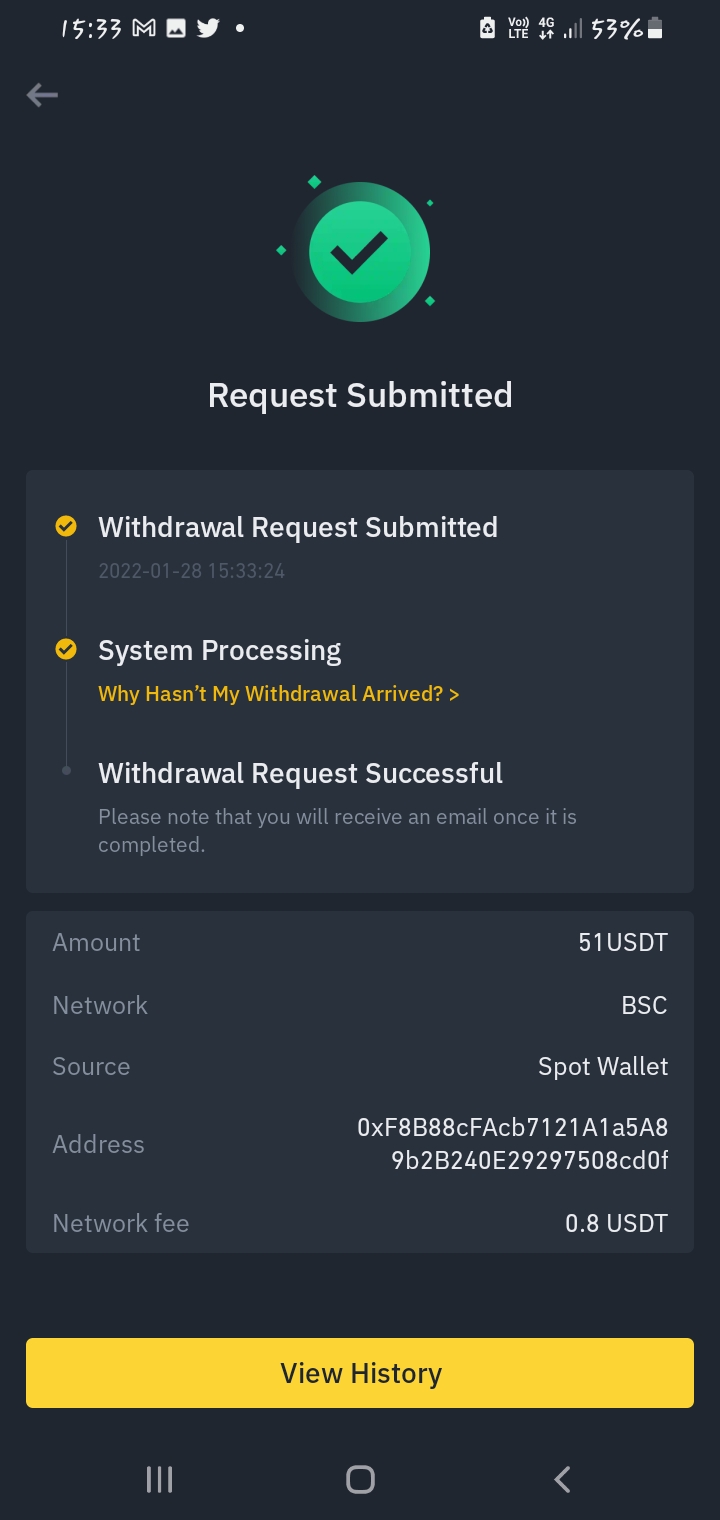 15:33
Vo)) LTE 4G 53%
Request Submitted
Withdrawal Request Submitted
2022-01-28 15:33:24
System Processing
Why Hasn’t My Withdrawal Arrived? >
Withdrawal Request Successful
Please note that you will receive an email once it is
completed.
Amount 51USDT
Network BSC
Source Spot Wallet
Address 0xF8B88cFAcb7121A1a5A8
9b2B240E29297508cd0f
Network fee 0.8 USDT
View History